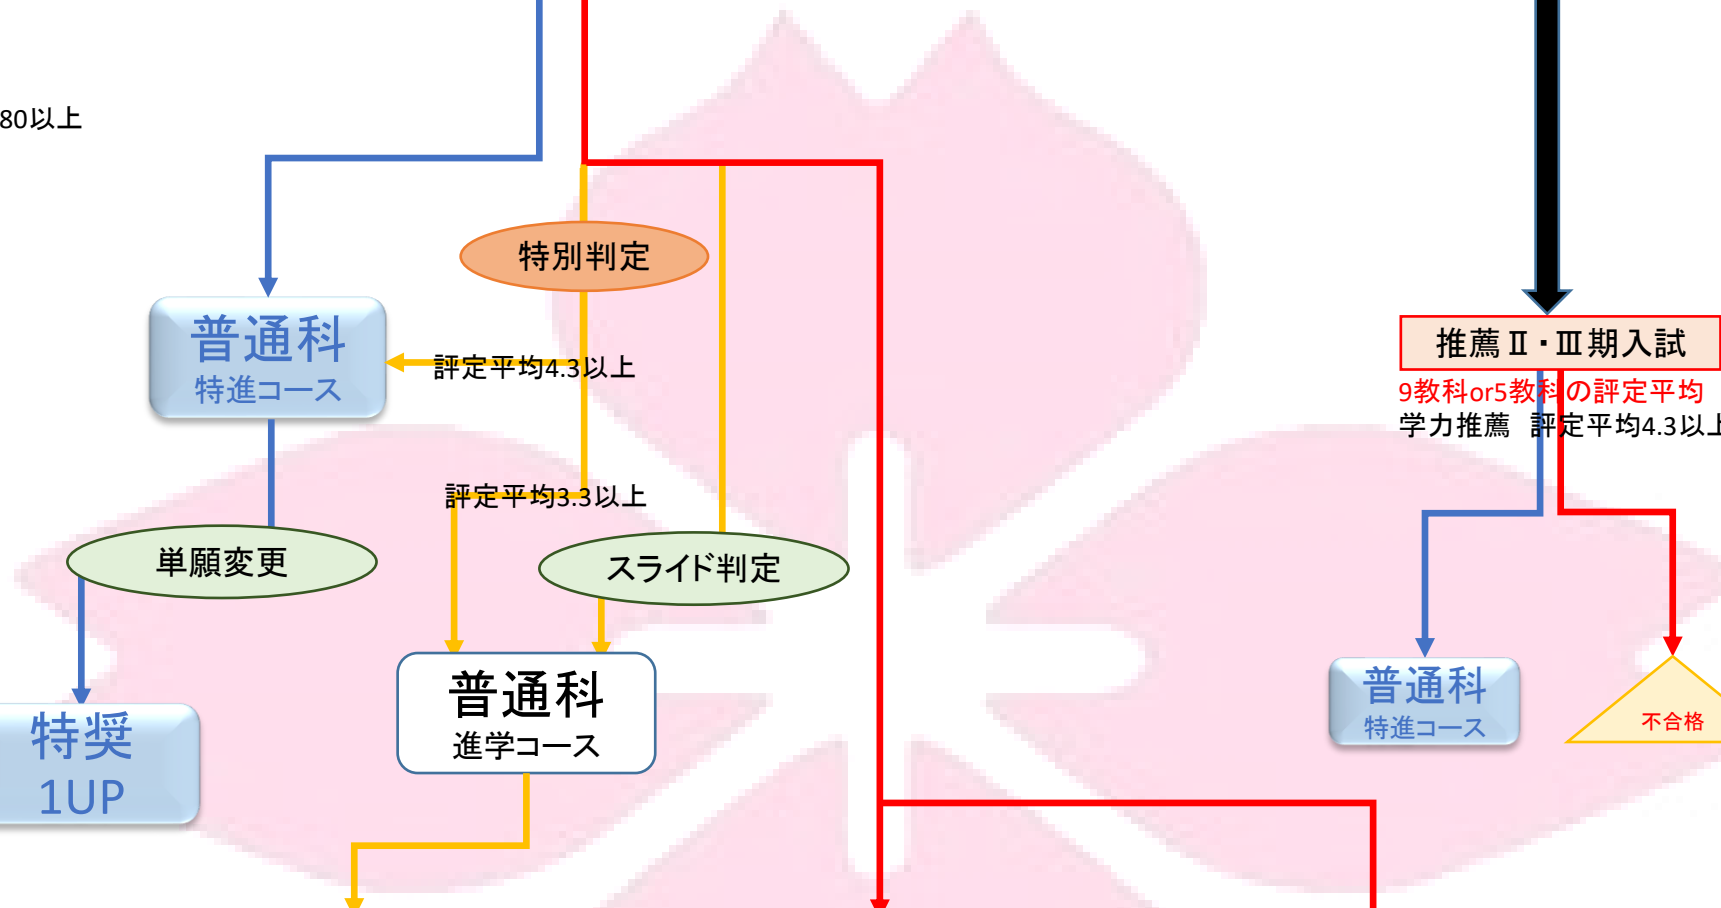 80以上
特別判定
普通科
特進コース
評定平均4.3以上
推薦Ⅱ・Ⅲ期入試
9教科or5教科の評定平均
学力推薦　評定平均4.3以上
評定平均3.3以上
単願変更
スライド判定
普通科
進学コース
普通科
特進コース
不合格
特奨
1UP